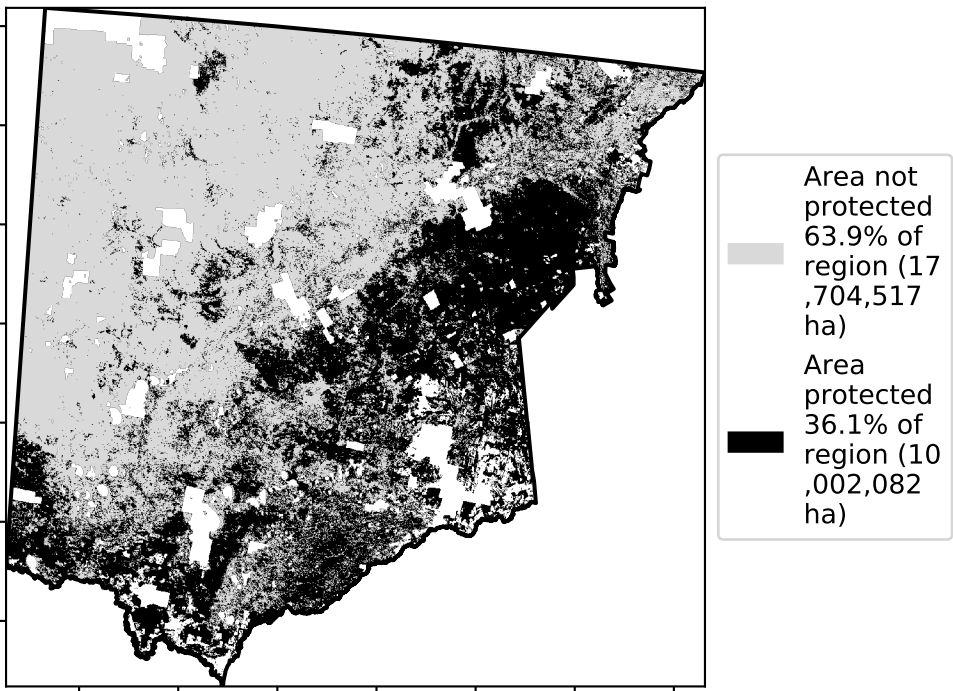 Area not
protected
63.9% of
region (17
,704,517
ha)
Area
protected
36.1% of
region (10
,002,082
ha)